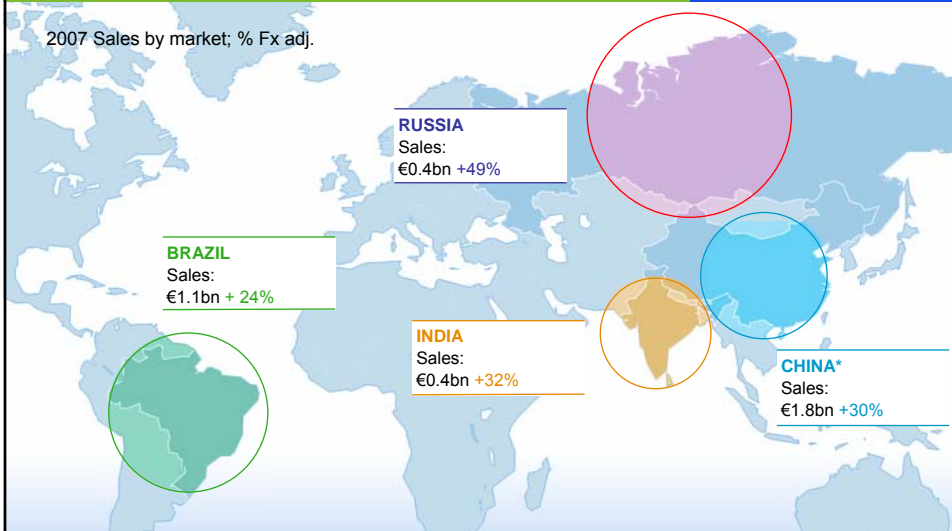 2007 Sales by market; % Fx adj.
RUSSIA
Sales:
€0.4bn +49%
BRAZIL
Sales:
€1.1bn + 24%
INDIA
Sales:
€0.4bn +32%
CHINA*
Sales:
€1.8bn +30%